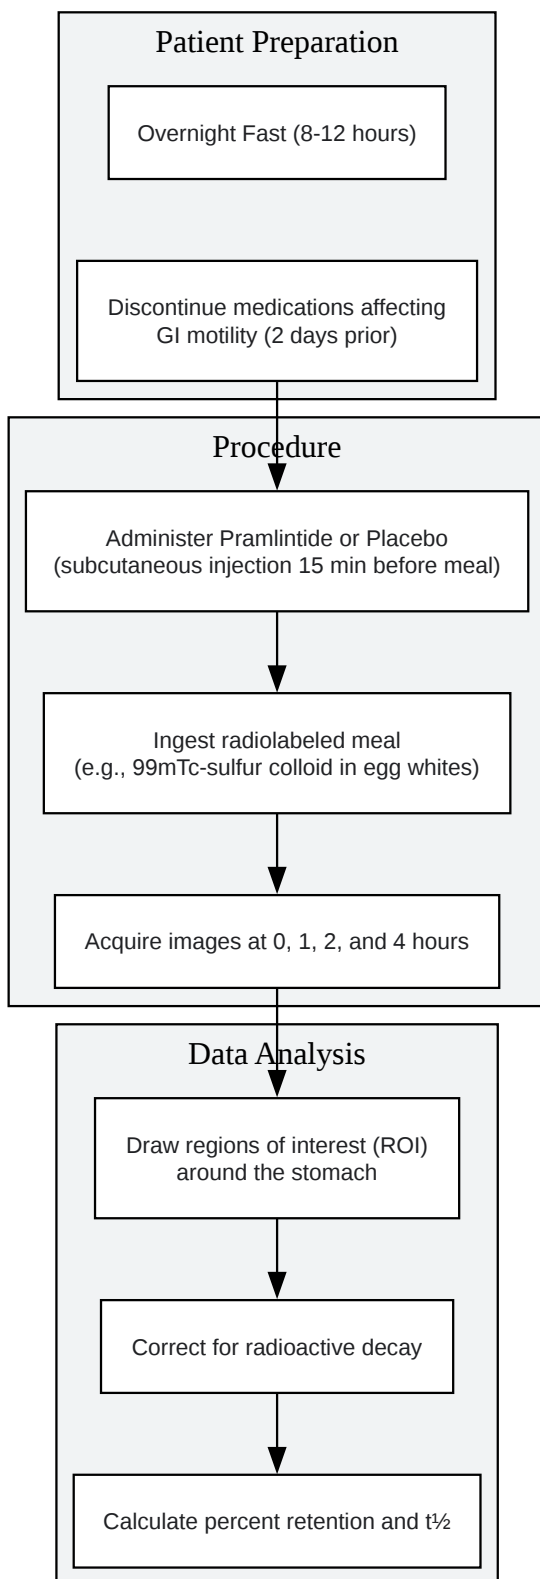 Patient Preparation
Overnight Fast (8-12 hours)
Discontinue medications affecting
GI motility (2 days prior)
Procedure
Administer Pramlintide or Placebo
(subcutaneous injection 15 min before meal)
Ingest radiolabeled meal
(e.g., 99mTc-sulfur colloid in egg whites)
Acquire images at 0, 1, 2, and 4 hours
Data Analysis
Draw regions of interest (ROI)
around the stomach
Correct for radioactive decay
Calculate percent retention and t½